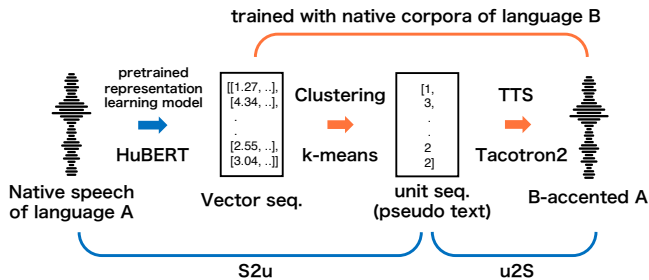 trained with native corpora of language B
pretrained
representation
learning model
HuBERT
Native speech
of language A
[[1.27, ..],
[4.34, ..],
.
.
[2.55, ..],
[3.04, ..]]
Vector seq.
Clustering
k-means
[1,
3,
.
.
2
2]
unit seq.
(pseudo text)
TTS
Tacotron2
B-accented A
S2u
u2S